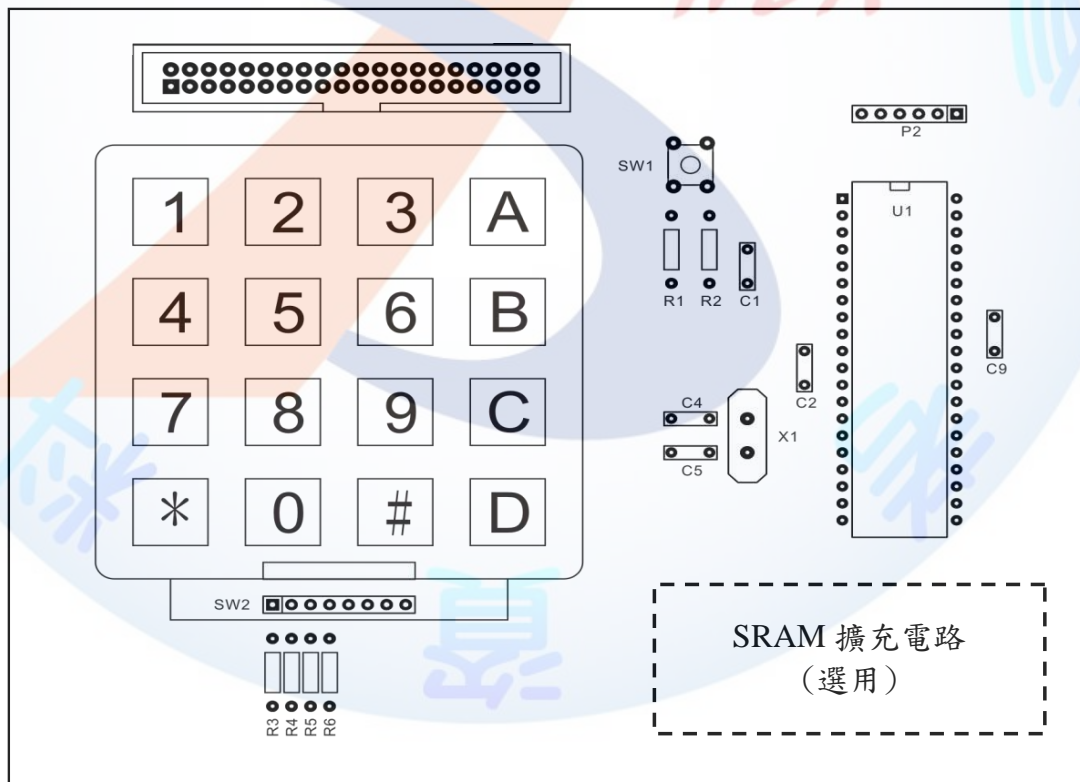 P2
SW1
U1
1 2 3 A
R1 R2 C1
4 5 6 B
C9
C2
C4
7 8 9 C
X1
C5
* 0 # D
SW2
SRAM 擴充電路
(選用)
R3 R4 R5 R6